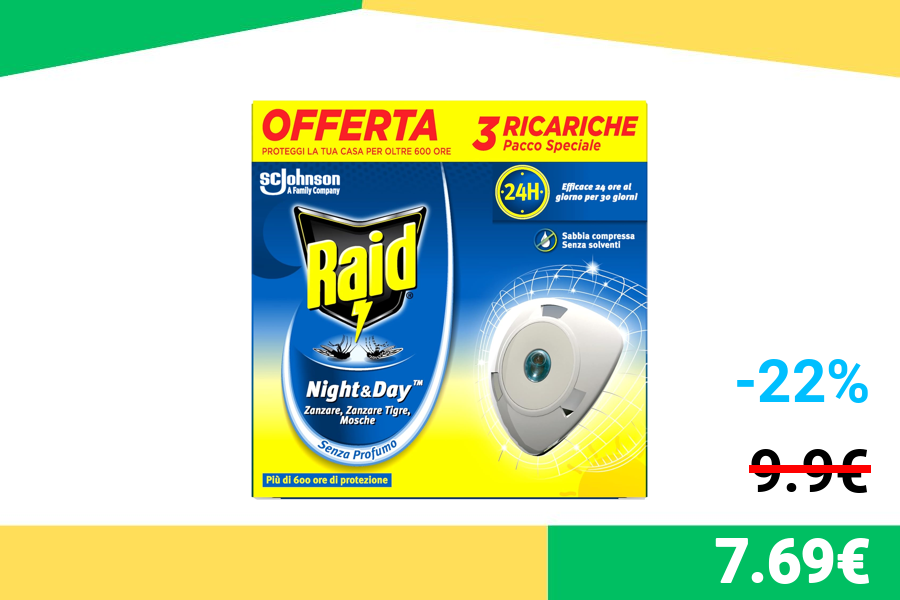 OFFERTA
PROTEGGI LA TUA CASA PER OLTRE 600 ORE
3 RICARICHE
Pacco Speciale
SCJohnson
A Family Company
24H
Efficace 24 ore al
giorno per 30 giorni
Sabbia compressa
Senza solventi
Raid®
Night&Day™
Zanzare, Zanzare Tigre,
Mosche
Senza Profumo
Più di 600 ore di protezione
-22%
9.9€
7.69€